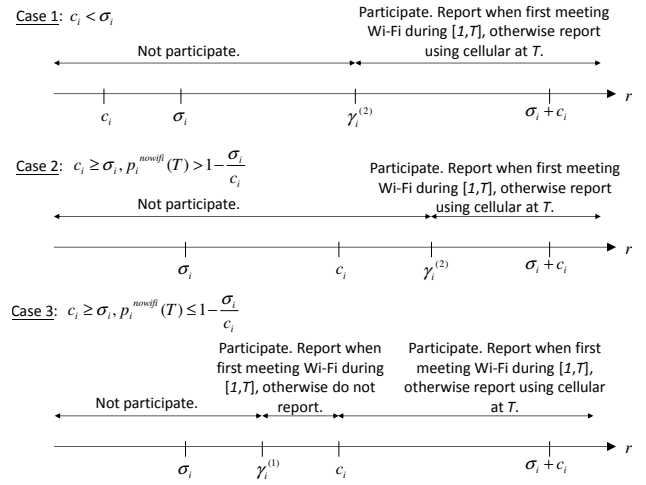 Case 1: c_i < σ_i
Participate. Report when first meeting
Wi-Fi during [1,T], otherwise report
using cellular at T.
Not participate.
c_i σ_i γ_i^(2) σ_i + c_i r
Case 2: c_i ≥ σ_i, p_i^nowifi (T) > 1 − σ_i/c_i
Participate. Report when first meeting
Wi-Fi during [1,T], otherwise report
using cellular at T.
Not participate.
σ_i c_i γ_i^(2) σ_i + c_i r
Case 3: c_i ≥ σ_i, p_i^nowifi (T) ≤ 1 − σ_i/c_i
Participate. Report when
first meeting Wi-Fi during
[1,T], otherwise do not
report.
Participate. Report when first
meeting Wi-Fi during [1,T],
otherwise report using cellular
at T.
Not participate.
σ_i γ_i^(1) c_i σ_i + c_i r